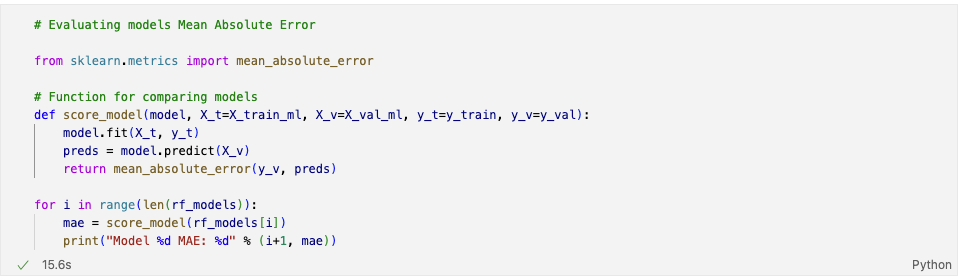 # Evaluating models Mean Absolute Error
from sklearn.metrics import mean_absolute_error
# Function for comparing models
def score_model(model, X_t=X_train_ml, X_v=X_val_ml, y_t=y_train, y_v=y_val):
    model.fit(X_t, y_t)
    preds = model.predict(X_v)
    return mean_absolute_error(y_v, preds)
for i in range(len(rf_models)):
    mae = score_model(rf_models[i])
    print("Model %d MAE: %d" % (i+1, mae))
15.6s
Python